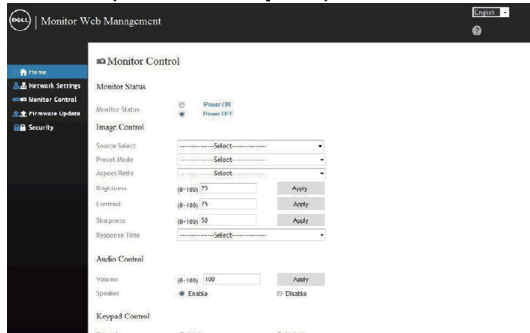 DELL | Monitor Web Management
English
?
Home
Network Settings
Monitor Control
Firmware Update
Security
Monitor Control
Monitor Status
Monitor Status
Power ON
Power OFF
Image Control
Source Select
---------------Select---------------
Preset Mode
---------------Select---------------
Aspect Ratio
---------------Select---------------
Brightness (0~100) 75 Apply
Contrast (0~100) 75 Apply
Sharpness (0~100) 50 Apply
Response Time
---------------Select---------------
Audio Control
Volume (0~100) 100 Apply
Speaker Enable Disable
Keypad Control